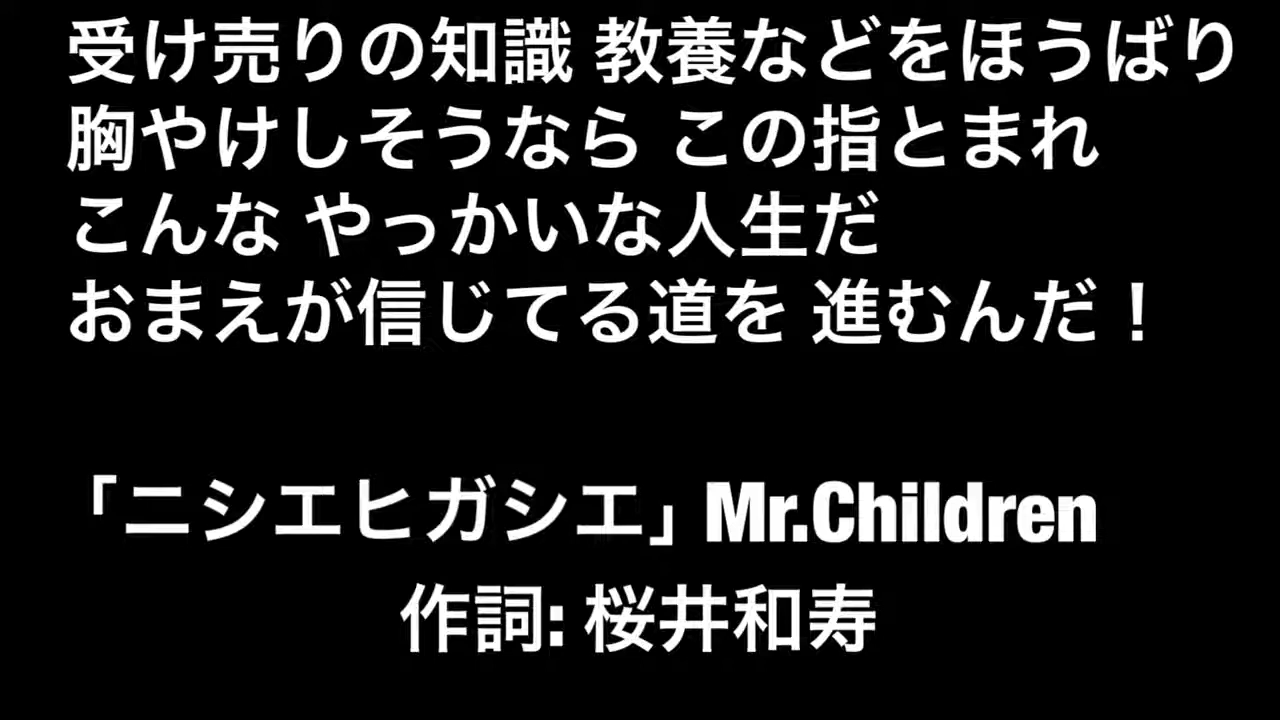 受け売りの知識 教養などをほうばり
胸やけしそうなら この指とまれ
こんな やっかいな人生だ
おまえが信じてる道を 進むんだ！
「ニシエヒガシエ」Mr.Children
作詞: 桜井和寿